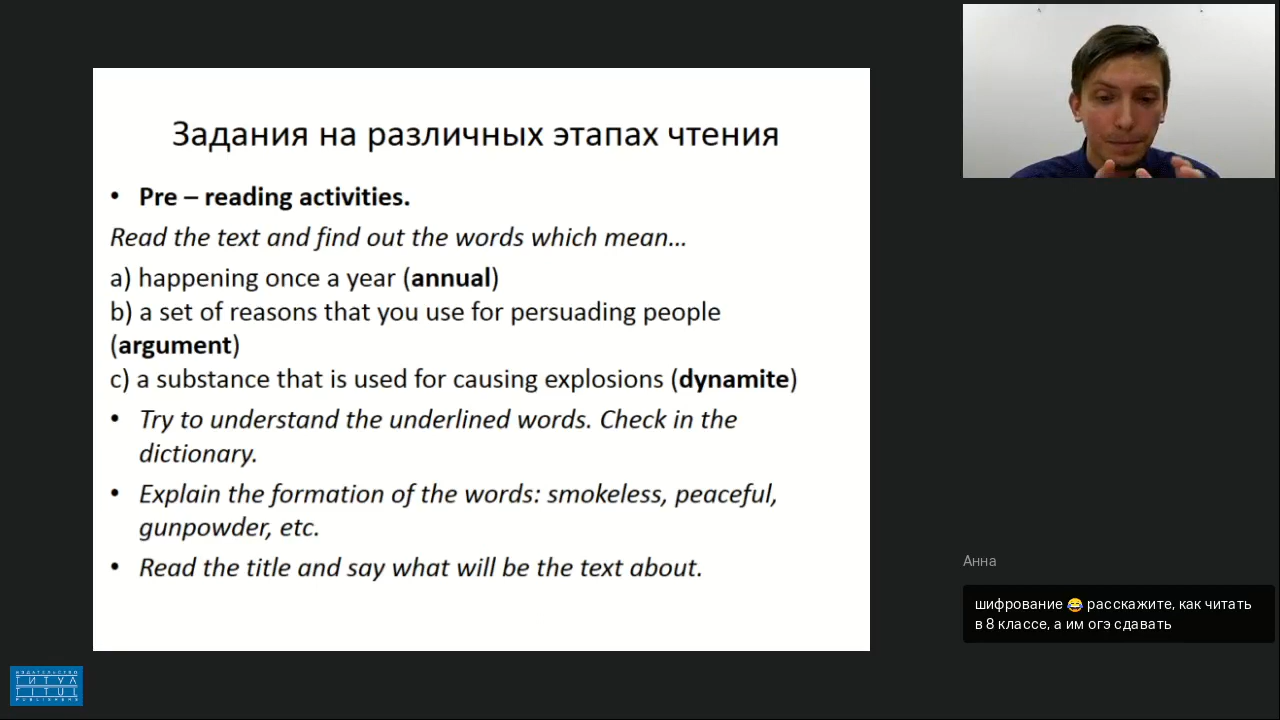 Задания на различных этапах чтения
• Pre – reading activities.
Read the text and find out the words which mean…
a) happening once a year (annual)
b) a set of reasons that you use for persuading people
(argument)
c) a substance that is used for causing explosions (dynamite)
• Try to understand the underlined words. Check in the
dictionary.
• Explain the formation of the words: smokeless, peaceful,
gunpowder, etc.
• Read the title and say what will be the text about.
Анна
шифрование 😂 расскажите, как читать
в 8 классе, а им огэ сдавать
ИЗДАТЕЛЬСТВО
ТИТУЛ
TITUL
PUBLISHERS